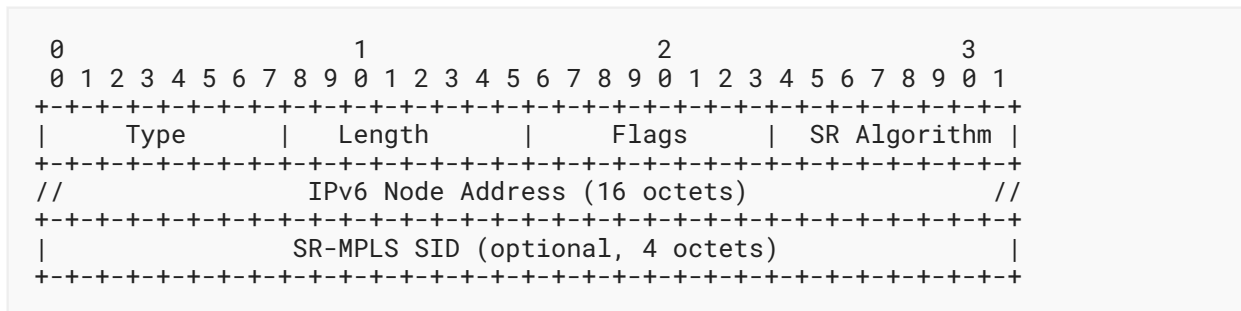 0                   1                   2                   3
 0 1 2 3 4 5 6 7 8 9 0 1 2 3 4 5 6 7 8 9 0 1 2 3 4 5 6 7 8 9 0 1
+-+-+-+-+-+-+-+-+-+-+-+-+-+-+-+-+-+-+-+-+-+-+-+-+-+-+-+-+-+-+-+-+
|     Type      |   Length      |     Flags     |  SR Algorithm |
+-+-+-+-+-+-+-+-+-+-+-+-+-+-+-+-+-+-+-+-+-+-+-+-+-+-+-+-+-+-+-+-+
//                IPv6 Node Address (16 octets)                //
+-+-+-+-+-+-+-+-+-+-+-+-+-+-+-+-+-+-+-+-+-+-+-+-+-+-+-+-+-+-+-+-+
|                SR-MPLS SID (optional, 4 octets)               |
+-+-+-+-+-+-+-+-+-+-+-+-+-+-+-+-+-+-+-+-+-+-+-+-+-+-+-+-+-+-+-+-+